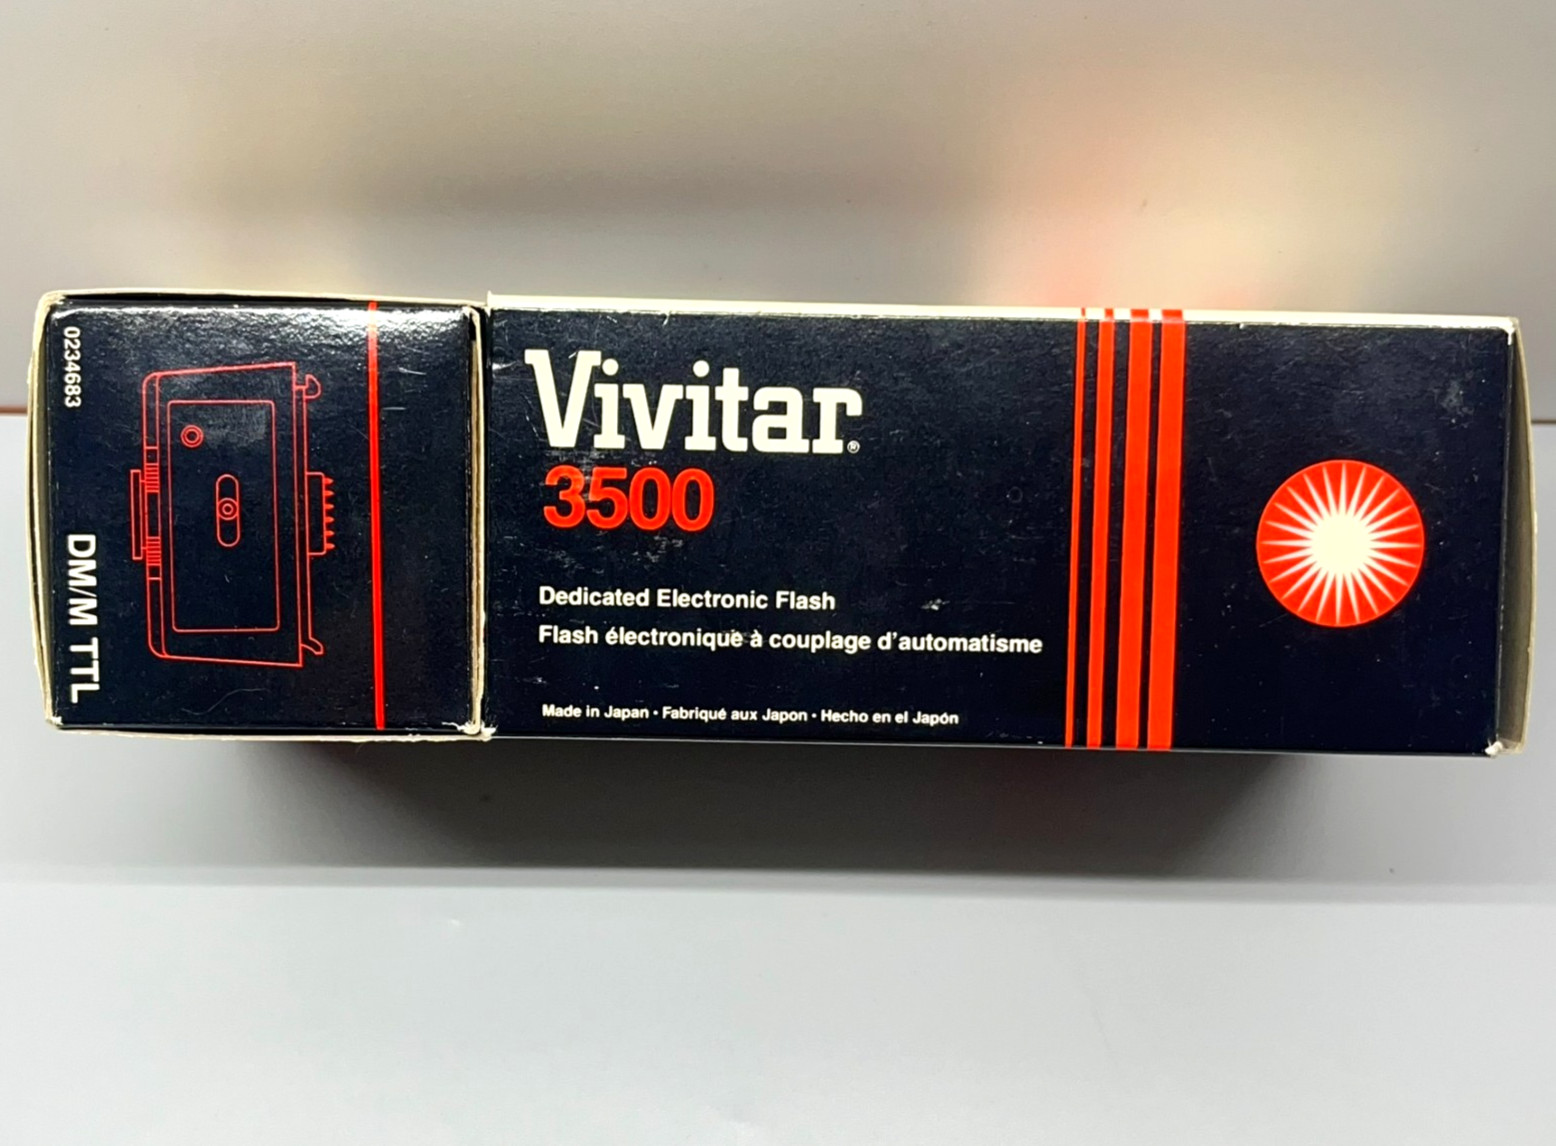 0234683
DM/M TTL
Vivitar®
3500
Dedicated Electronic Flash
Flash électronique à couplage d'automatisme
Made in Japan • Fabriqué aux Japon • Hecho en el Japón